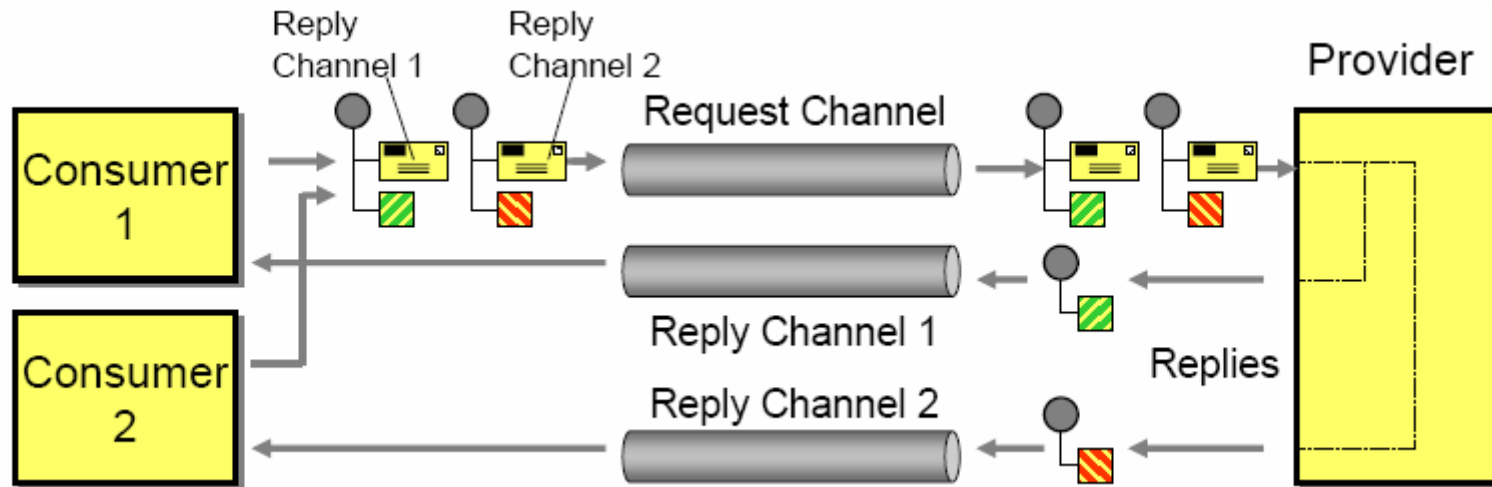 Reply
Channel 1
Reply
Channel 2
Provider
Request Channel
Consumer
1
Reply Channel 1
Replies
Consumer
2
Reply Channel 2